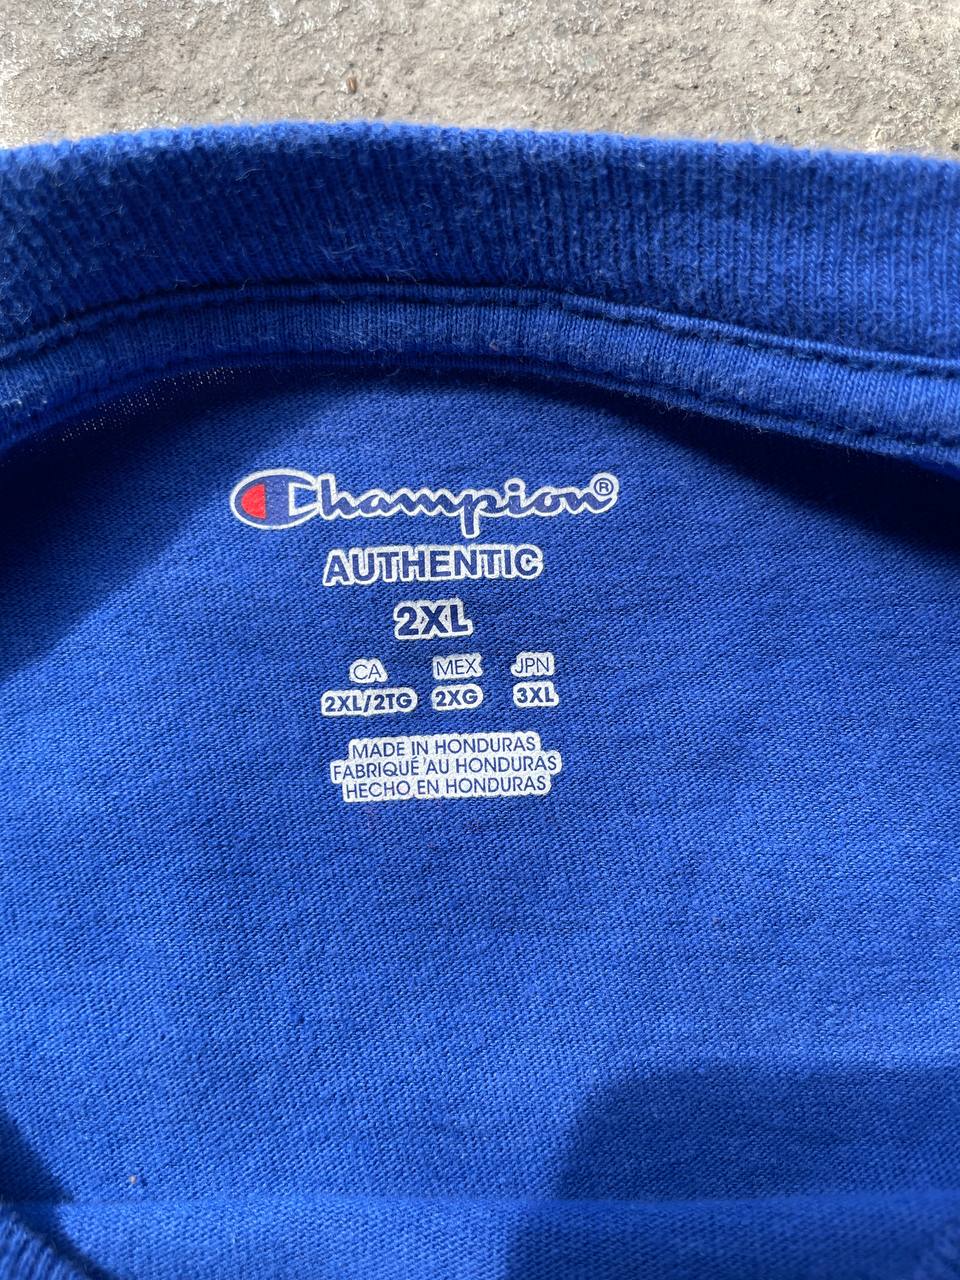 Champion®
AUTHENTIC
2XL
CA MEX JPN
2XL/2TG 2XG 3XL
MADE IN HONDURAS
FABRIQUÉ AU HONDURAS
HECHO EN HONDURAS